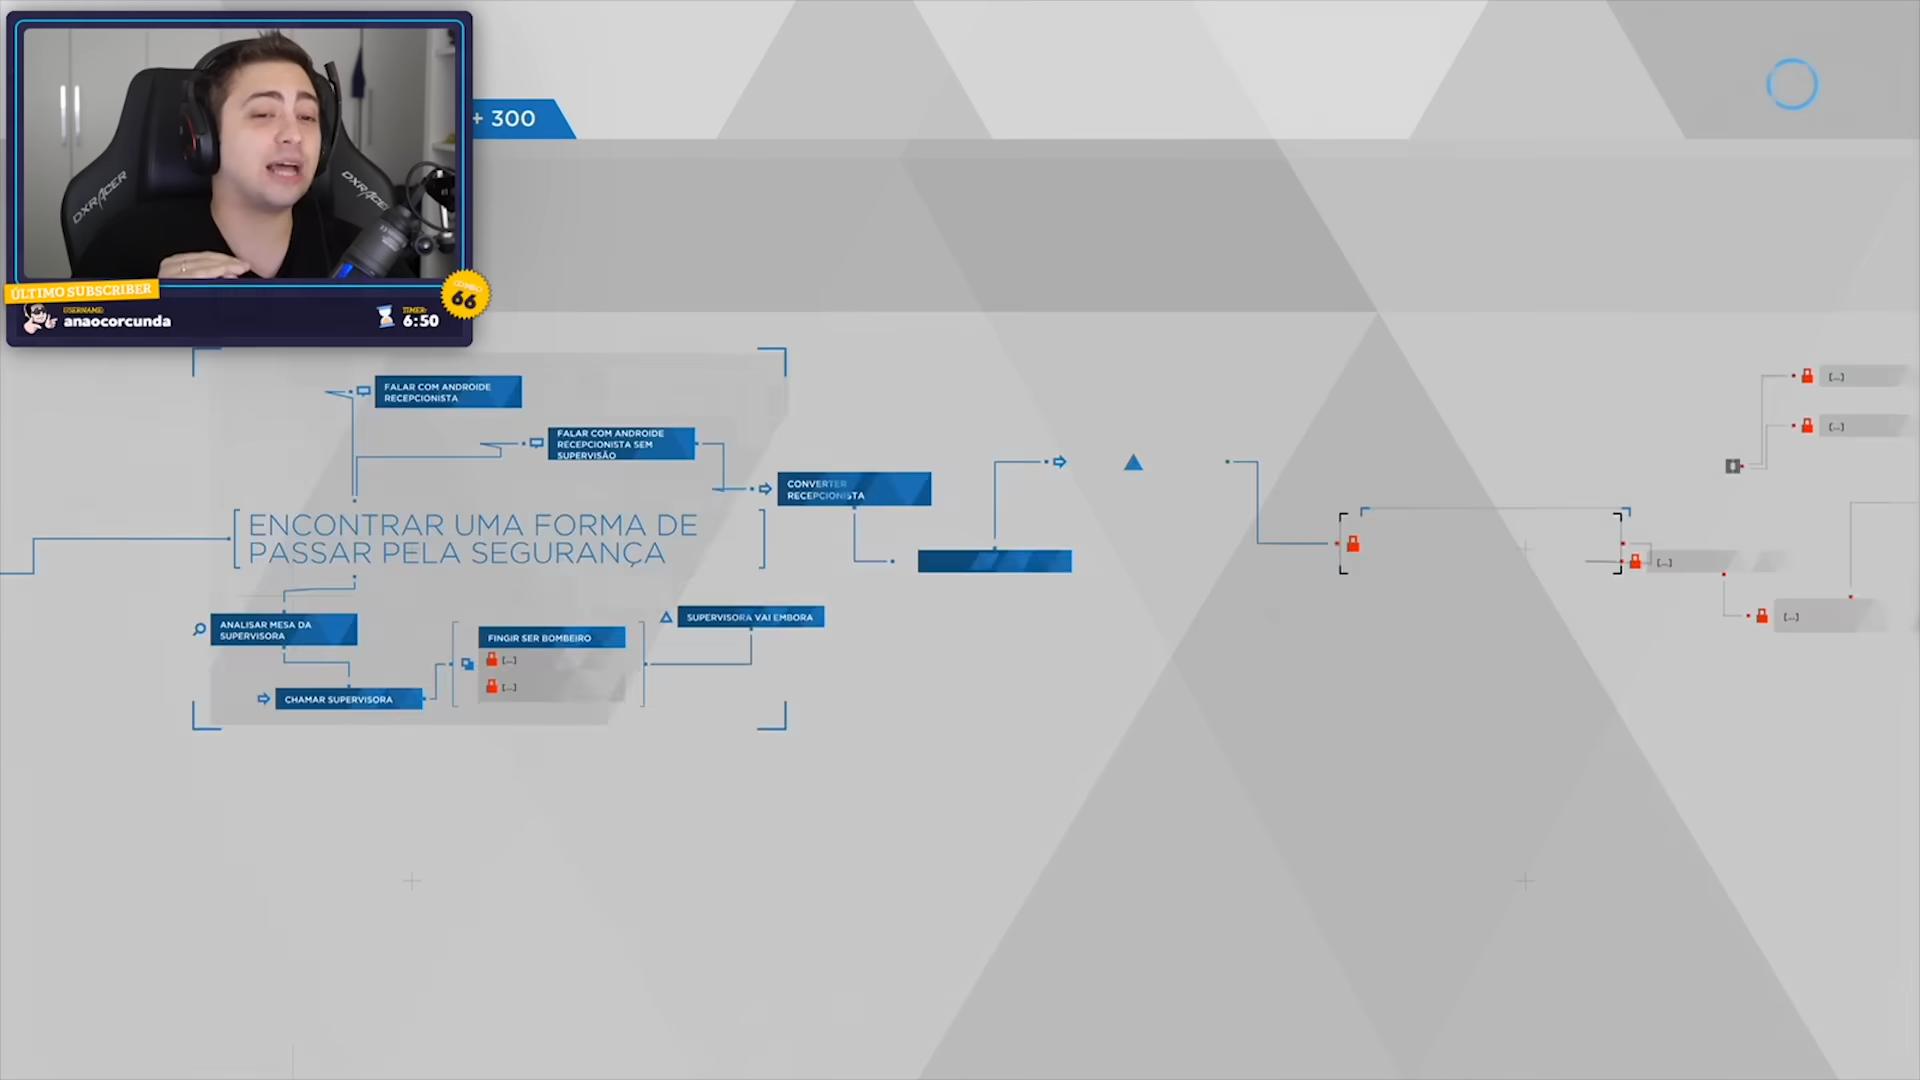 DXRACER
DXRACER
+ 300
ÚLTIMO SUBSCRIBER
USERNAME:
anaocorcunda
TIMER:
6:50
66
FALAR COM ANDROIDE
RECEPCIONISTA
FALAR COM ANDROIDE
RECEPCIONISTA SEM
SUPERVISÃO
CONVERTER
RECEPCIONISTA
ENCONTRAR UMA FORMA DE
PASSAR PELA SEGURANÇA
ANALISAR MESA DA
SUPERVISORA
CHAMAR SUPERVISORA
FINGIR SER BOMBEIRO
[...]
[...]
SUPERVISORA VAI EMBORA
[...]
[...]
[...]
[...]